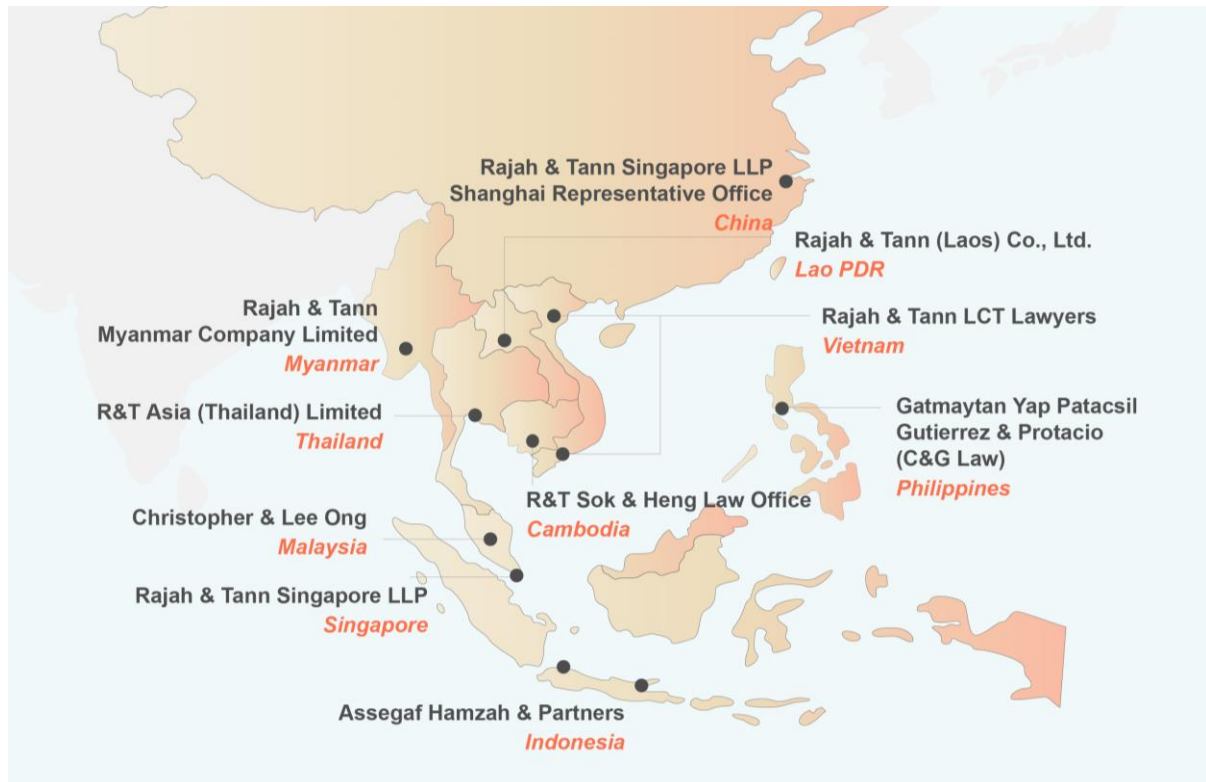 Rajah & Tann Singapore LLP
Shanghai Representative Office
China
Rajah & Tann (Laos) Co., Ltd.
Lao PDR
Rajah & Tann
Myanmar Company Limited
Myanmar
Rajah & Tann LCT Lawyers
Vietnam
R&T Asia (Thailand) Limited
Thailand
Gatmaytan Yap Patacsil
Gutierrez & Protacio
(C&G Law)
Philippines
R&T Sok & Heng Law Office
Cambodia
Christopher & Lee Ong
Malaysia
Rajah & Tann Singapore LLP
Singapore
Assegaf Hamzah & Partners
Indonesia